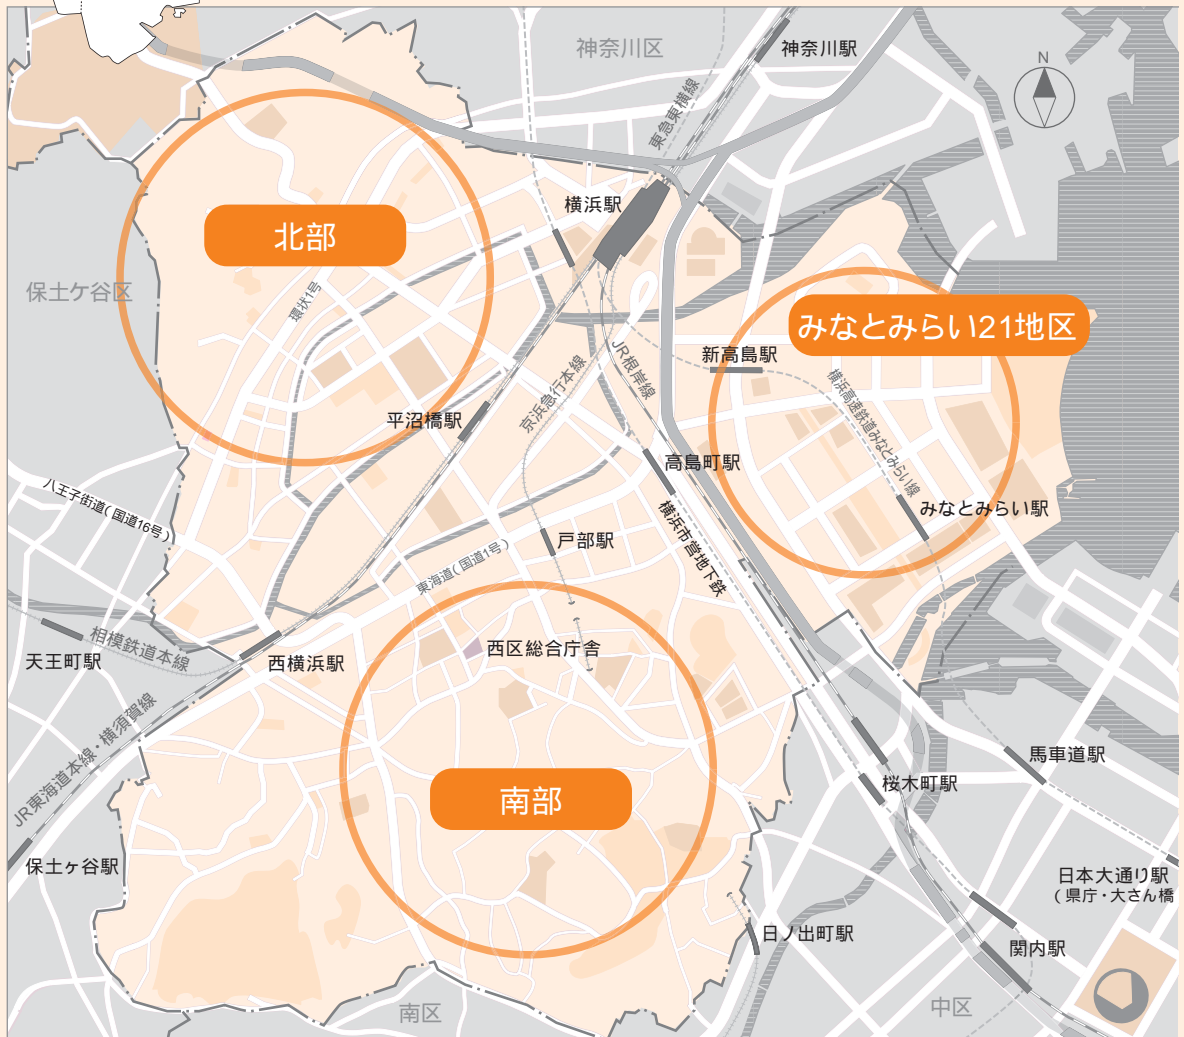 神奈川区
神奈川駅
N
東急東横線
横浜駅
北部
保土ケ谷区
環状1号
みなとみらい21地区
新高島駅
JR根岸線
京浜急行本線
横浜高速鉄道みなとみらい線
平沼橋駅
高島町駅
八王子街道(国道16号)
みなとみらい駅
横浜市営地下鉄
戸部駅
東海道(国道1号)
相模鉄道本線
天王町駅
西横浜駅
西区総合庁舎
JR東海道本線・横須賀線
馬車道駅
桜木町駅
南部
保土ヶ谷駅
日本大通り駅
(県庁・大さん橋
日ノ出町駅
関内駅
南区
中区